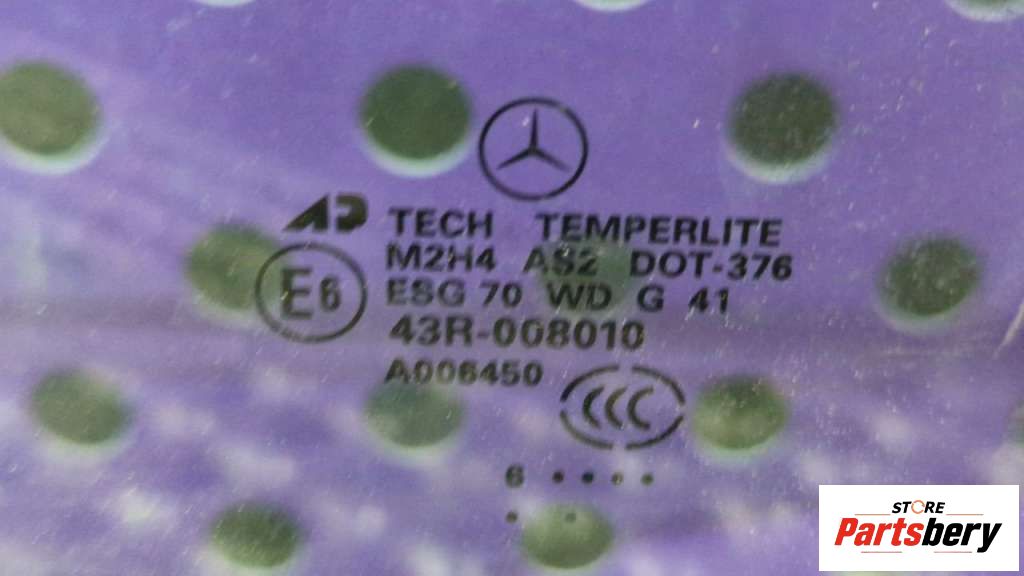 AP TECH TEMPERLITE
M2H4 AS2 DOT-376
E6
ESG 70 WD G 41
43R-008010
A006450
CCC
6 • • • •
• •
STORE
Partsbery